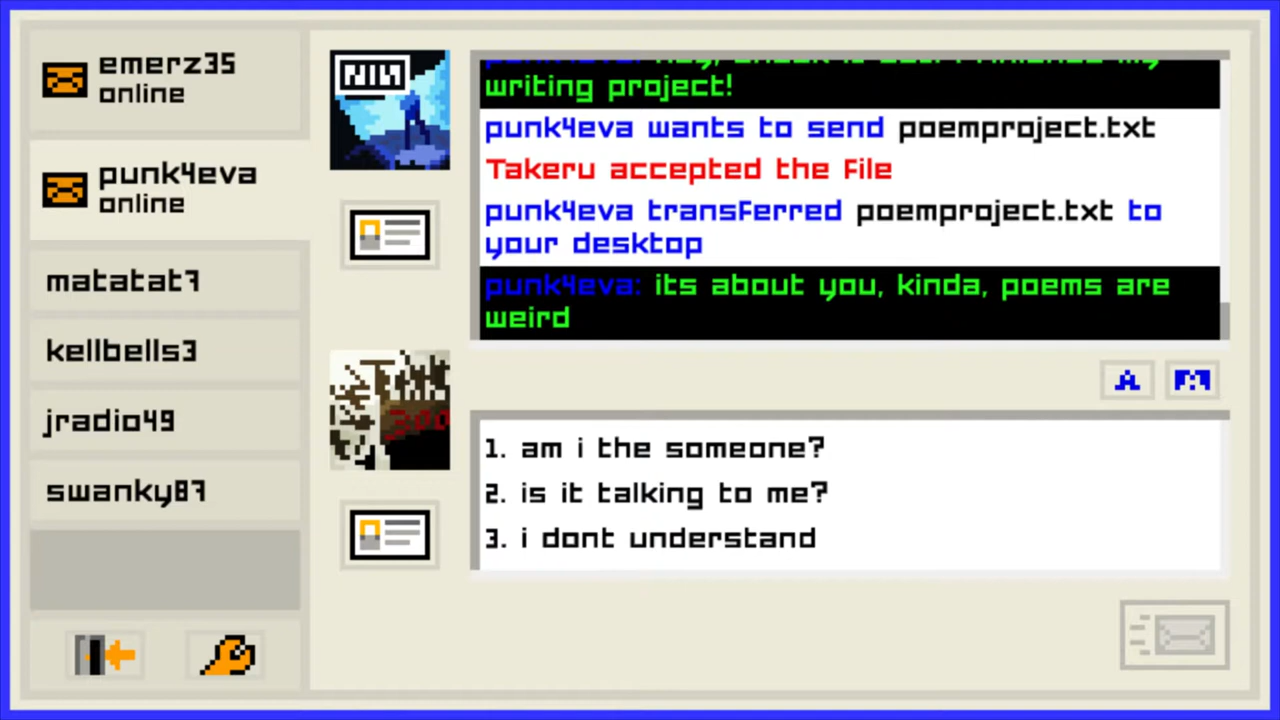 emerz35
online
punk4eva
online
matatat7
kellbells3
jradio49
swanky87
NIN
writing project!
punk4eva wants to send poemproject.txt
Takeru accepted the file
punk4eva transferred poemproject.txt to
your desktop
punk4eva: its about you, kinda, poems are
weird
A
1. am i the someone?
2. is it talking to me?
3. i dont understand